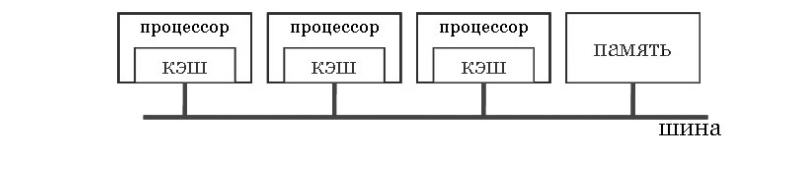 процессор
кэш
процессор
кэш
процессор
кэш
память
шина